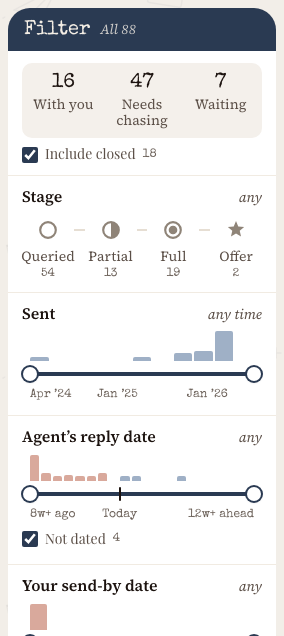 Filter All 88
16 47 7
With you Needs chasing Waiting
Include closed 18
Stage any
Queried Partial Full Offer
54 13 19 2
Sent any time
Apr ’24 Jan ’25 Jan ’26
Agent’s reply date any
8w+ ago Today 12w+ ahead
Not dated 4
Your send-by date any